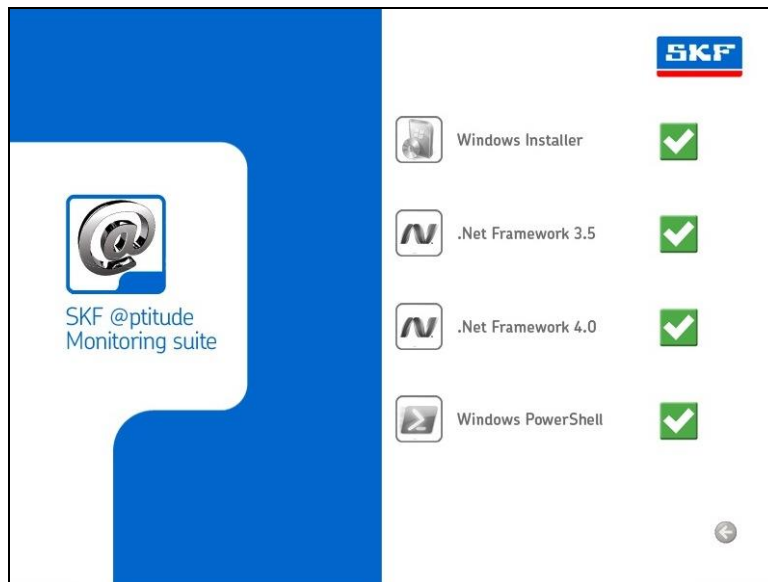 SKF
Windows Installer
.Net Framework 3.5
SKF @ptitude
Monitoring suite
.Net Framework 4.0
Windows PowerShell